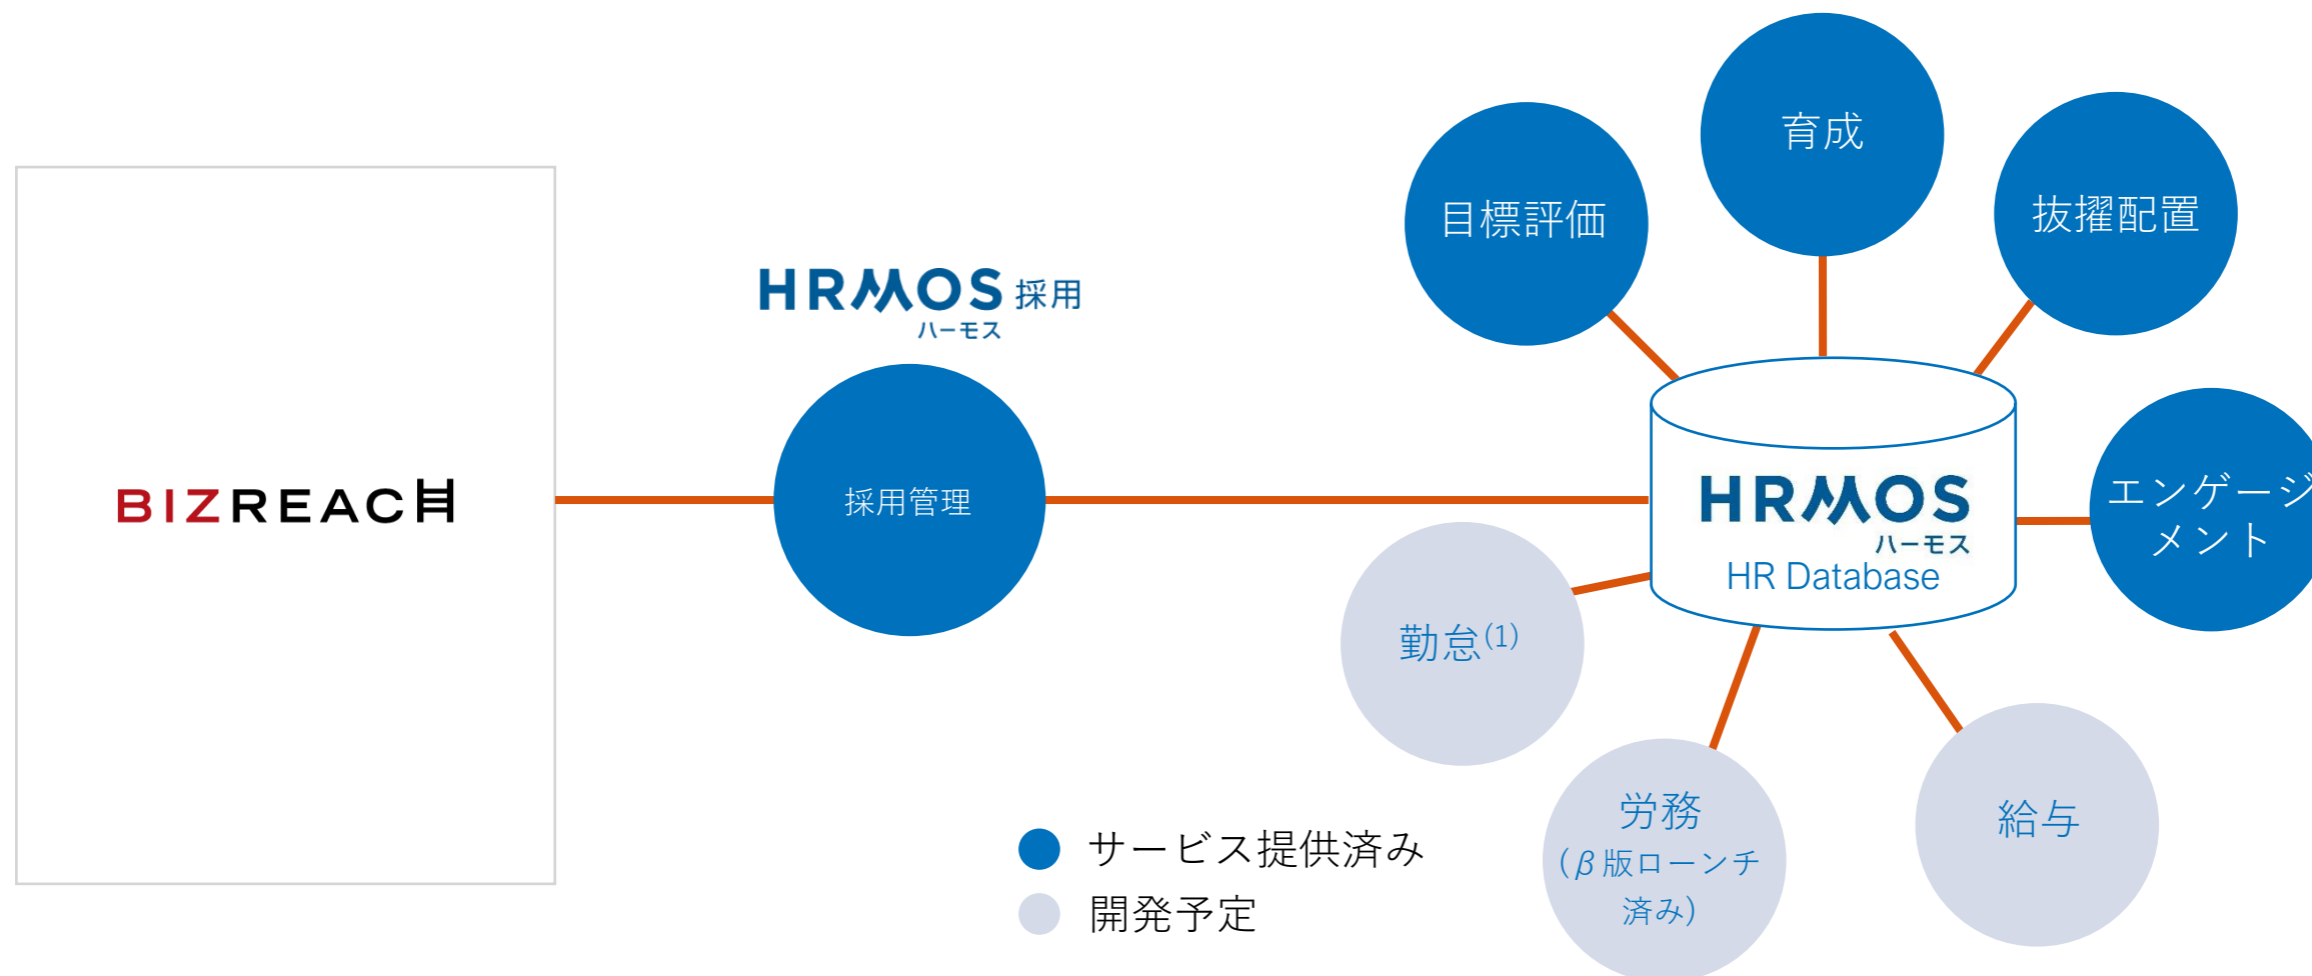 BIZREACH
HRMOS 採用
ハーモス
採用管理
目標評価
育成
抜擢配置
エンゲージ
メント
HRMOS
ハーモス
HR Database
勤怠(1)
労務
(β版ローンチ
済み)
給与
サービス提供済み
開発予定